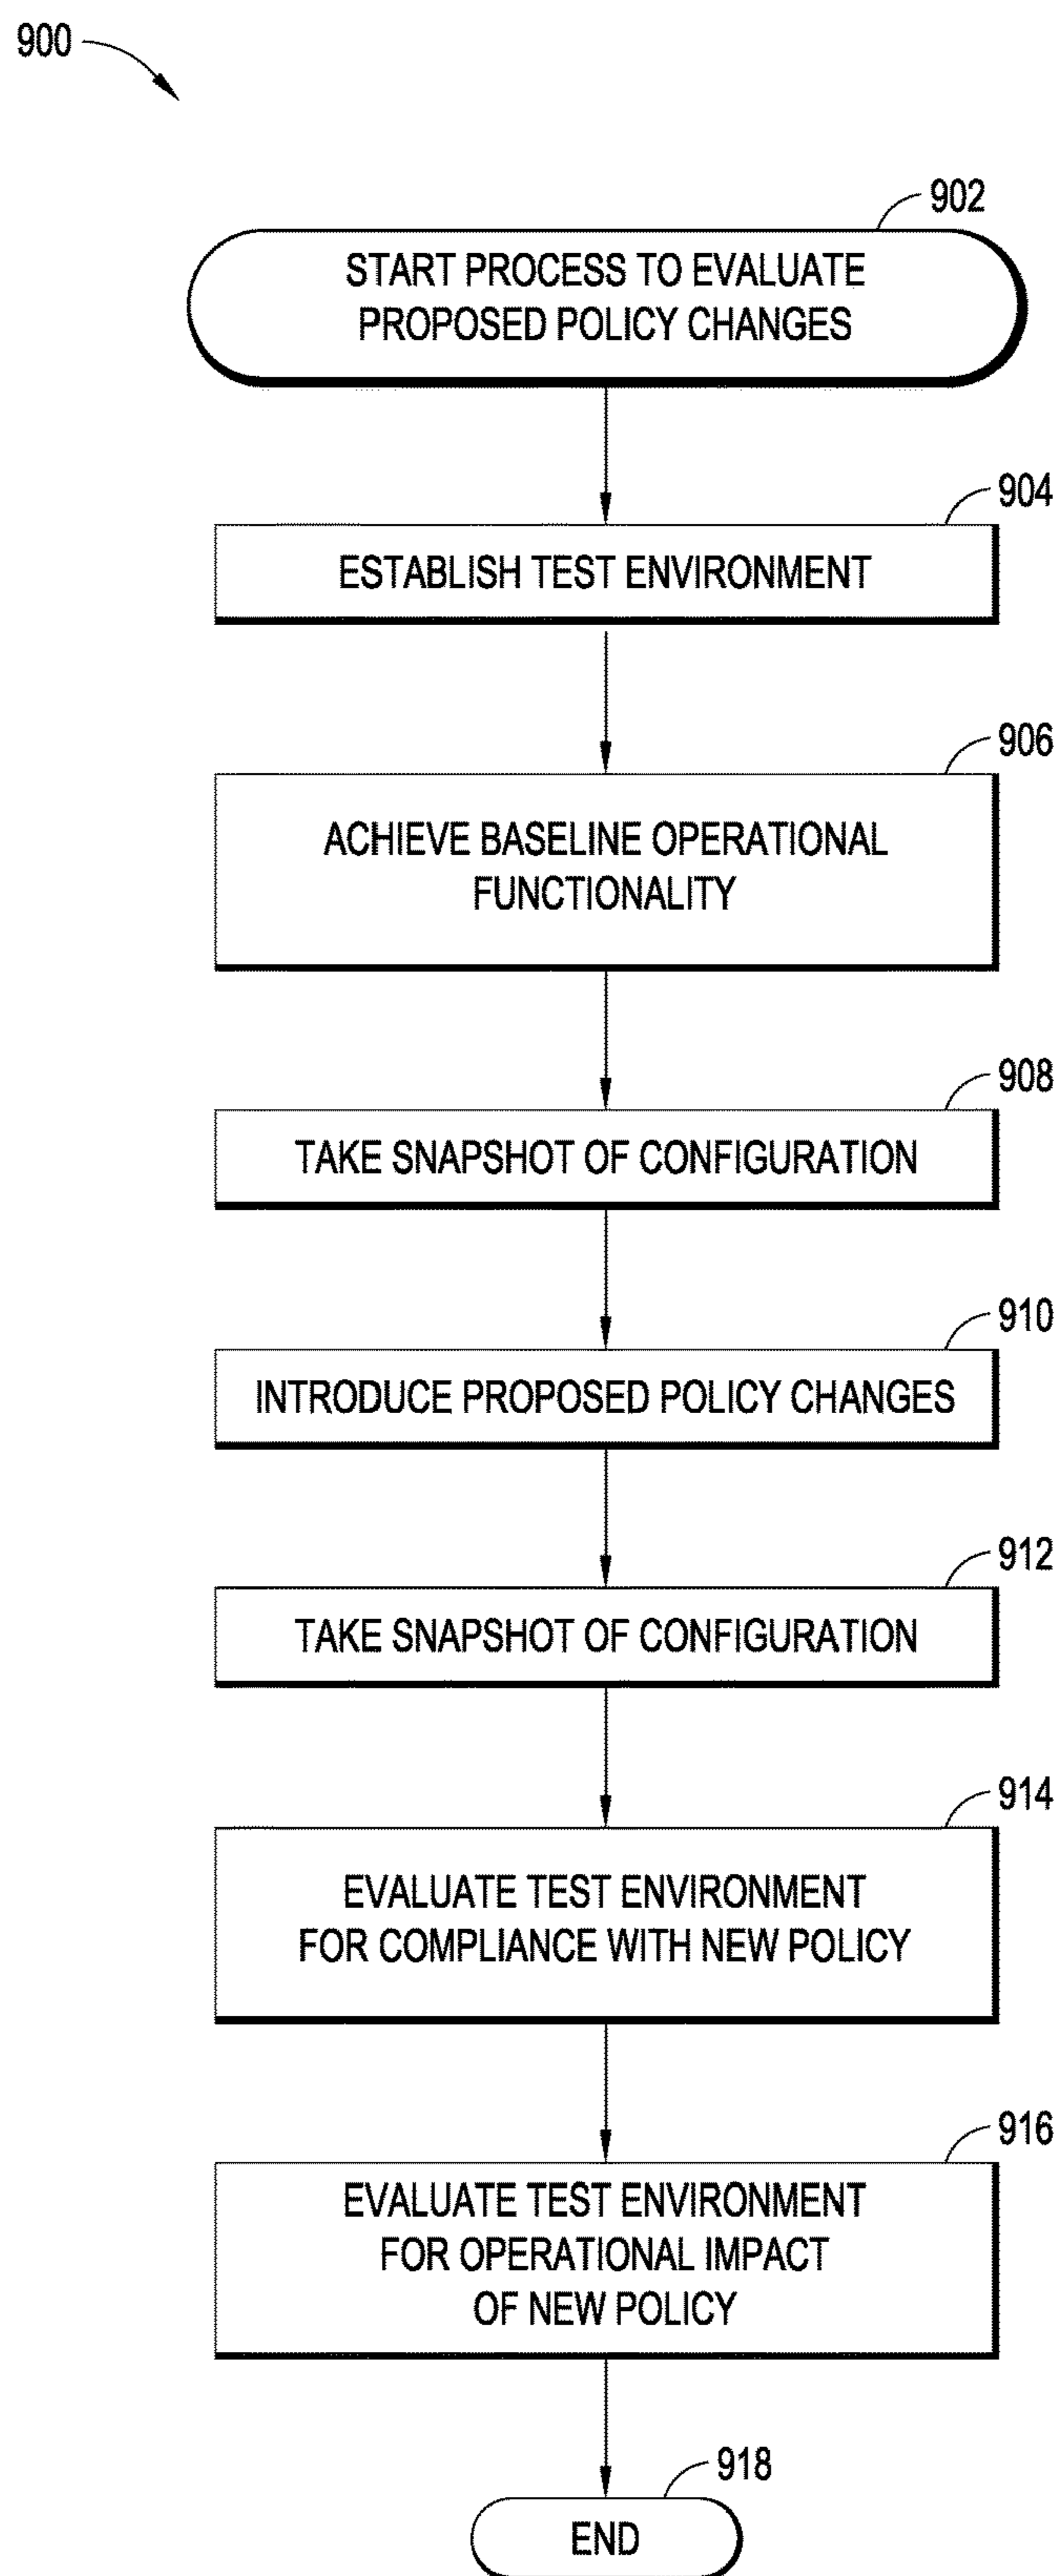 900
902
START PROCESS TO EVALUATE
PROPOSED POLICY CHANGES
904
ESTABLISH TEST ENVIRONMENT
906
ACHIEVE BASELINE OPERATIONAL
FUNCTIONALITY
908
TAKE SNAPSHOT OF CONFIGURATION
910
INTRODUCE PROPOSED POLICY CHANGES
912
TAKE SNAPSHOT OF CONFIGURATION
914
EVALUATE TEST ENVIRONMENT
FOR COMPLIANCE WITH NEW POLICY
916
EVALUATE TEST ENVIRONMENT
FOR OPERATIONAL IMPACT
OF NEW POLICY
918
END